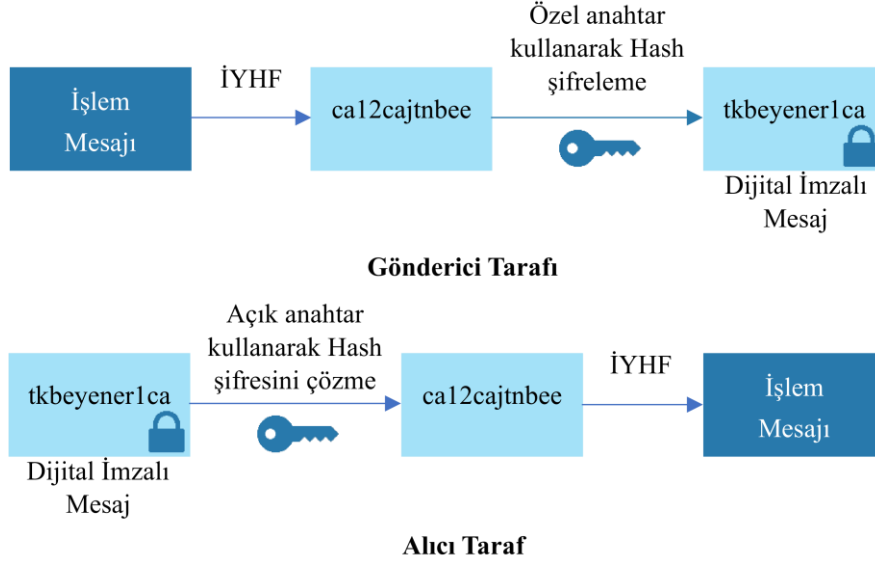 Özel anahtar
kullanarak Hash
şifreleme
İYHF
İşlem
Mesajı
ca12cajtnbee
tkbeyener1ca
Dijital İmzalı
Mesaj
Gönderici Tarafı
Açık anahtar
kullanarak Hash
şifresini çözme
İYHF
tkbeyener1ca
ca12cajtnbee
İşlem
Mesajı
Dijital İmzalı
Mesaj
Alıcı Taraf